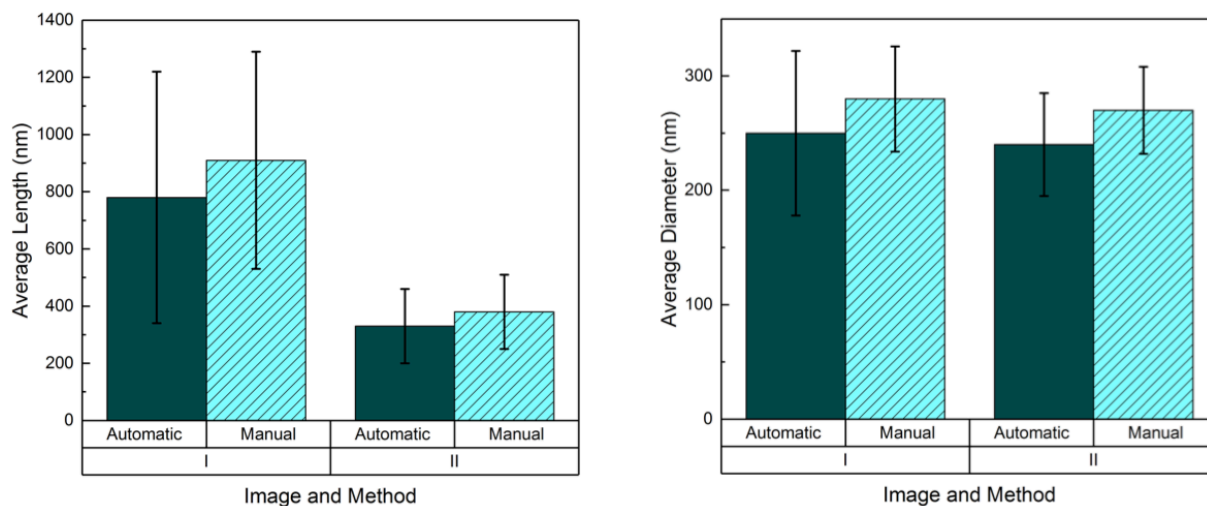 Average Length (nm)
1400
1200
1000
800
600
400
200
0
Automatic Manual Automatic Manual
I II
Image and Method
Average Diameter (nm)
300
200
100
0
Automatic Manual Automatic Manual
I II
Image and Method